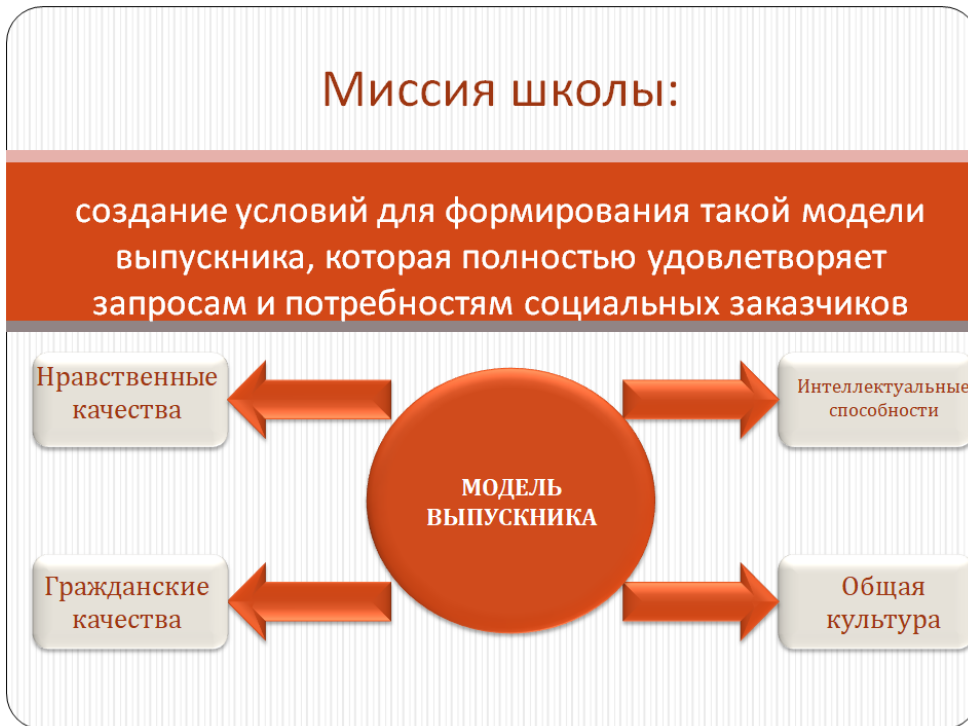 Миссия школы:
создание условий для формирования такой модели
выпускника, которая полностью удовлетворяет
запросам и потребностям социальных заказчиков
Нравственные
качества
Интеллектуальные
способности
МОДЕЛЬ
ВЫПУСКНИКА
Гражданские
качества
Общая
культура